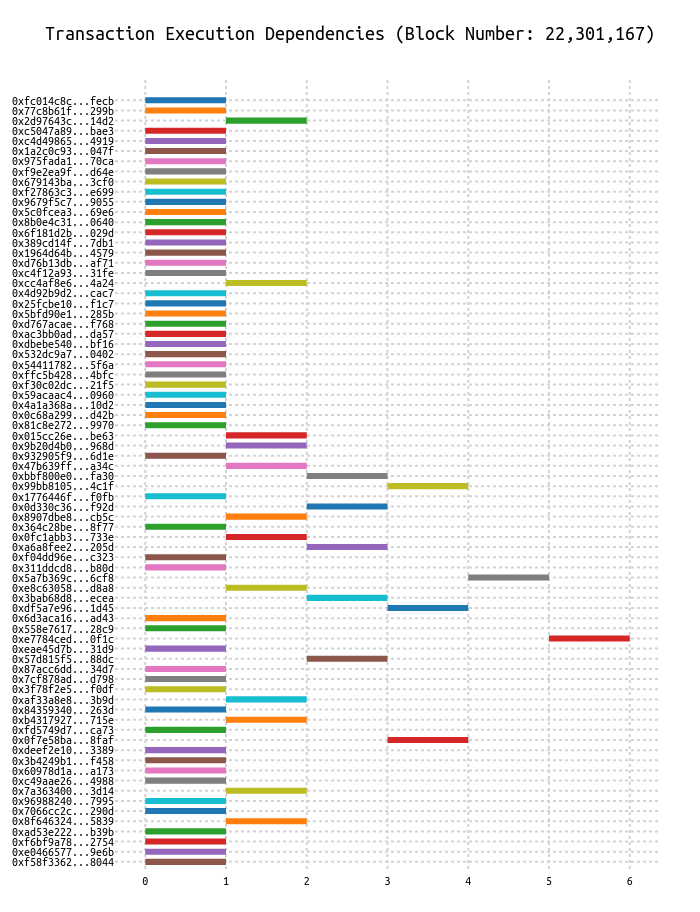 Transaction Execution Dependencies (Block Number: 22,301,167)
0xfc014c8c...fecb
0x77c8b61f...299b
0x2d97643c...14d2
0xc5047a89...bae3
0xc4d49865...4919
0x1a2c0c93...047f
0x975fada1...70ca
0xf9e2ea9f...d64e
0x679143ba...3cf0
0xf27863c3...e699
0x9679f5c7...9055
0x5c0fcea3...69e6
0x8b0e4c31...0640
0x6f181d2b...029d
0x389cd14f...7db1
0x1964d64b...4579
0xd76b13db...af71
0xc4f12a93...31fe
0xcc4af8e6...4a24
0x4d92b9d2...cac7
0x25fcbe10...f1c7
0x5bfd90e1...285b
0xd767acae...f768
0xac3bb0ad...da57
0xdbebe540...bf16
0x532dc9a7...0402
0x54411782...5f6a
0xffc5b428...4bfc
0xf30c02dc...21f5
0x59acaac4...0960
0x4a1a368a...10d2
0x0c68a299...d42b
0x81c8e272...9970
0x015cc26e...be63
0x9b20d4b0...968d
0x932905f9...6d1e
0x47b639ff...a34c
0xbbf800e0...fa30
0x99bb8105...4c1f
0x1776446f...f0fb
0x0d330c36...f92d
0x8907dbe8...cb5c
0x364c28be...8f77
0x0fc1abb3...733e
0xa6a8fee2...205d
0xf04dd96e...c323
0x311ddcd8...b80d
0x5a7b369c...6cf8
0xe8c63058...d8a8
0x3bab68d8...ecea
0xdf5a7e96...1d45
0x6d3aca16...ad43
0x558e7617...28c9
0xe7784ced...0f1c
0xeae45d7b...31d9
0x57d815f5...88dc
0x87acc6dd...34d7
0x7cf878ad...d798
0x3f78f2e5...f0df
0xaf33a8e8...3b9d
0x84359340...263d
0xb4317927...715e
0xfd5749d7...ca73
0x0f7e58ba...8faf
0xdeef2e10...3389
0x3b4249b1...f458
0x60978d1a...a173
0xc49aae26...4988
0x7a363400...3d14
0x96988240...7995
0x7066cc2c...290d
0x8f646324...5839
0xad53e222...b39b
0xf6bf9a78...2754
0xe0466577...9e6b
0xf58f3362...8044
0 1 2 3 4 5 6